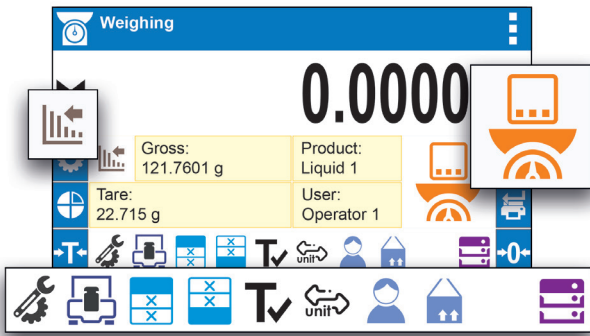 Weighing
0.0000
Gross:
121.7601 g
Product:
Liquid 1
Tare:
22.715 g
User:
Operator 1
T
T
unit
0
T
unit